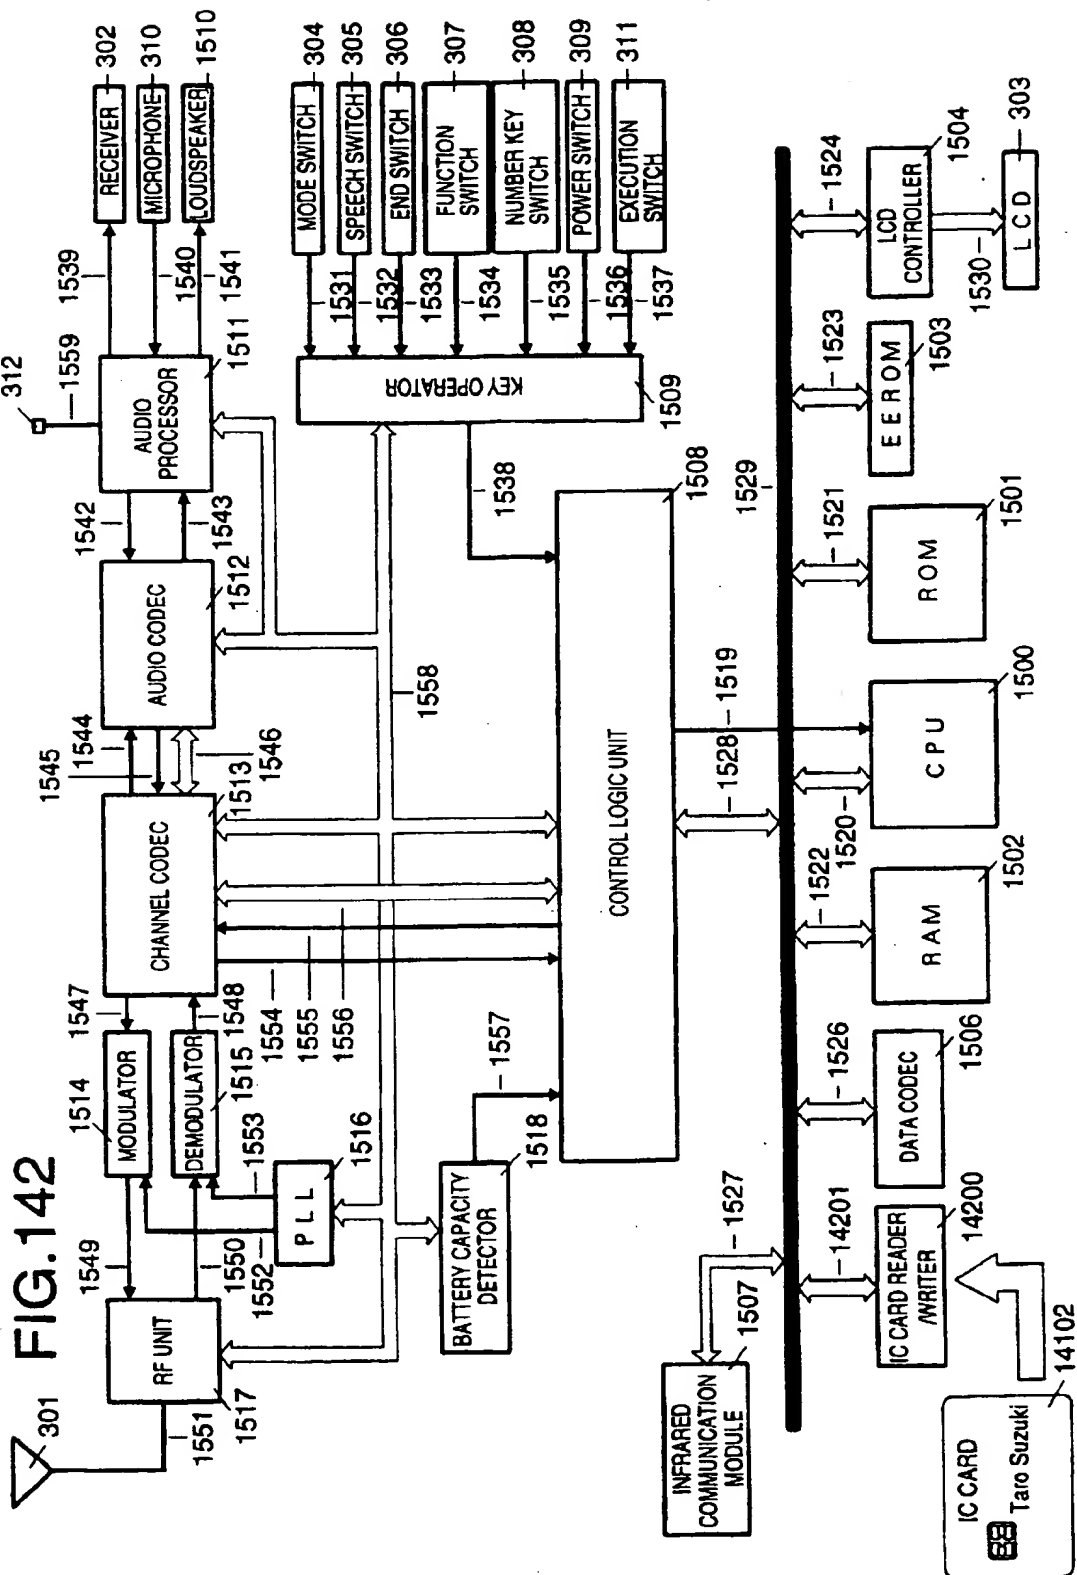 FIG.142
301
1551
RF UNIT
1517
1549
1550
1552
1514
MODULATOR
DEMODULATOR
1515
1553
P L L
1516
1547
1548
1554
1555
1556
CHANNEL CODEC
1513
1545
1544
1546
AUDIO CODEC
1512
1542
1543
AUDIO PROCESSOR
1511
312
1559
1539
1540
1541
RECEIVER
302
MICROPHONE
310
LOUDSPEAKER
1510
BATTERY CAPACITY
DETECTOR
1518
1557
1558
KEY OPERATOR
1509
1538
1531
1532
1533
1534
1535
1536
1537
MODE SWITCH
304
SPEECH SWITCH
305
END SWITCH
306
FUNCTION
SWITCH
307
NUMBER KEY
SWITCH
308
POWER SWITCH
309
EXECUTION
SWITCH
311
CONTROL LOGIC UNIT
1508
1528
1519
1529
INFRARED
COMMUNICATION
MODULE
1507
1527
14201
IC CARD READER
/WRITER
14200
1526
DATA CODEC
1506
1522
RAM
1502
1520
CPU
1500
1521
ROM
1501
1523
EEROM
1503
1524
LCD
CONTROLLER
1504
1530
LCD
303
IC CARD
Taro Suzuki
14102